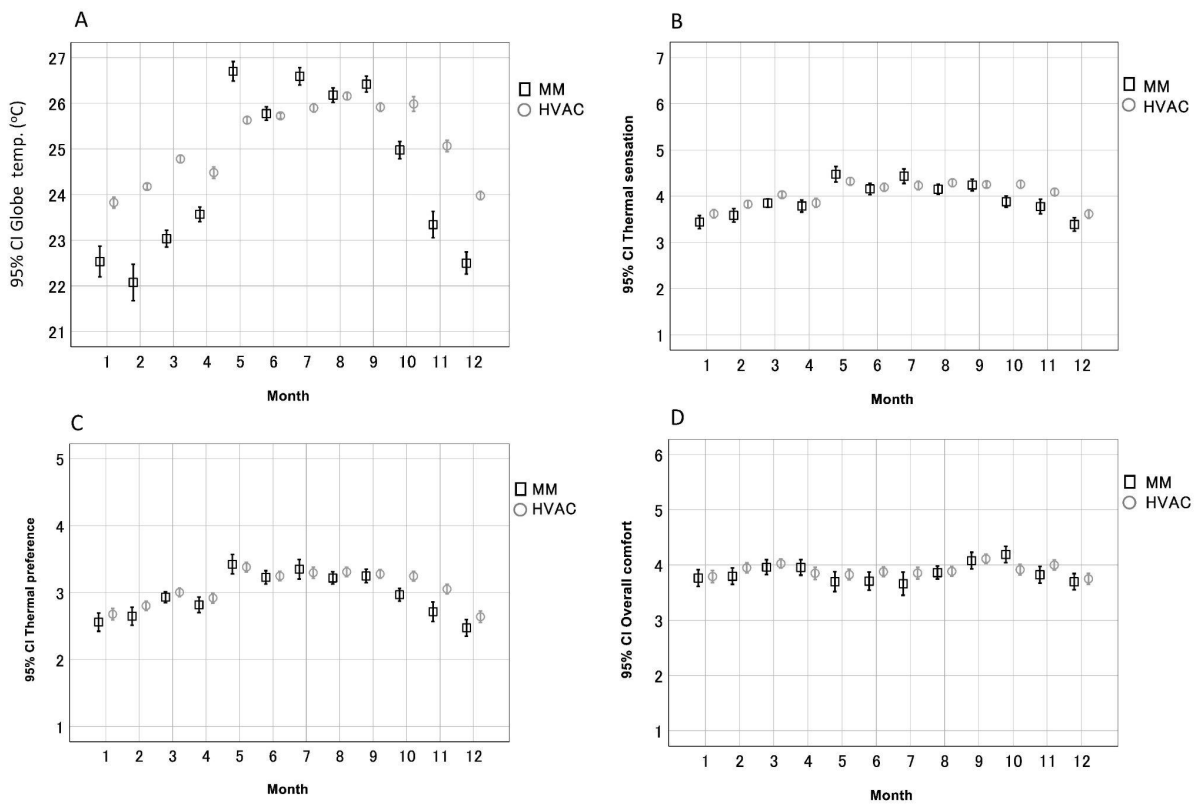 A
95% CI Globe temp. (°C)
27
26
25
24
23
22
21
1 2 3 4 5 6 7 8 9 10 11 12
Month
MM
HVAC
B
95% CI Thermal sensation
7
6
5
4
3
2
1
1 2 3 4 5 6 7 8 9 10 11 12
Month
MM
HVAC
C
95% CI Thermal preference
5
4
3
2
1
1 2 3 4 5 6 7 8 9 10 11 12
Month
MM
HVAC
D
95% CI Overall comfort
6
5
4
3
2
1
1 2 3 4 5 6 7 8 9 10 11 12
Month
MM
HVAC